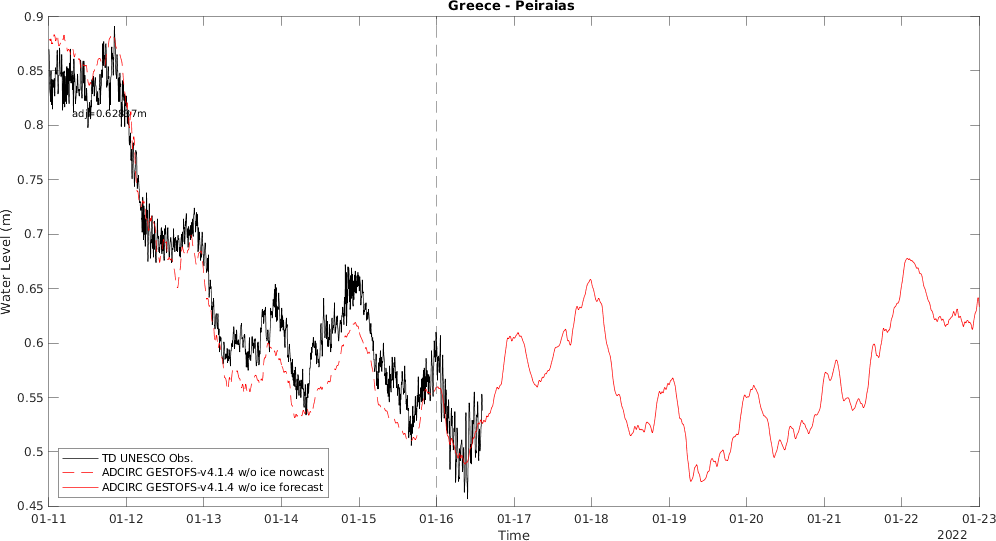 Greece - Peiraias
0.9
0.85
0.8
0.75
0.7
0.65
0.6
0.55
0.5
0.45
Water Level (m)
TD UNESCO Obs.
ADCIRC GESTOFS-v4.1.4 w/o ice nowcast
ADCIRC GESTOFS-v4.1.4 w/o ice forecast
01-11 01-12 01-13 01-14 01-15 01-16 01-17 01-18 01-19 01-20 01-21 01-22 01-23
Time
2022